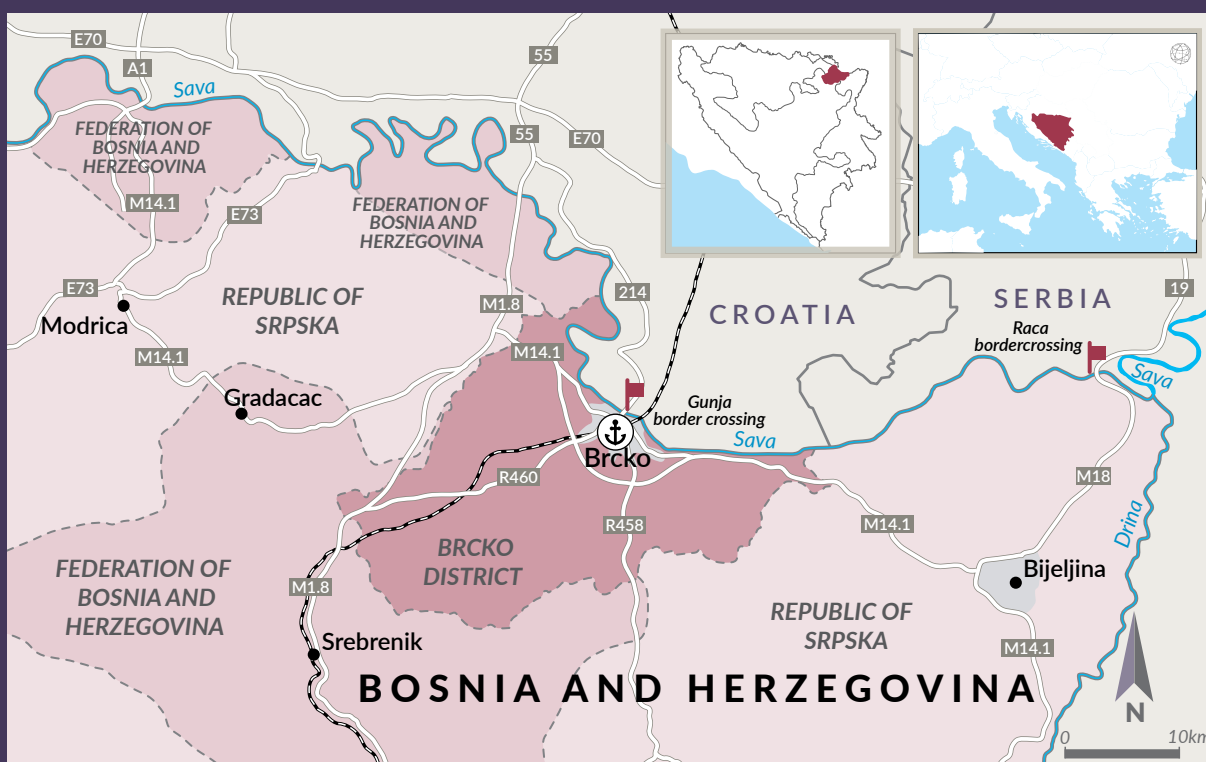 E70
A1
Sava
55
FEDERATION OF
BOSNIA AND
HERZEGOVINA
55
E70
M14.1
E73
FEDERATION OF
BOSNIA AND
HERZEGOVINA
E73
REPUBLIC OF
SRPSKA
M1.8
214
CROATIA
SERBIA
19
Modrica
Raca
bordercrossing
M14.1
M14.1
Sava
Gradacac
Gunja
border crossing
Sava
Brcko
R460
M18
R458
M14.1
Drina
BRCKO
DISTRICT
FEDERATION OF
BOSNIA AND
HERZEGOVINA
M1.8
Bijeljina
REPUBLIC OF
SRPSKA
Srebrenik
M14.1
BOSNIA AND HERZEGOVINA
N
0
10km